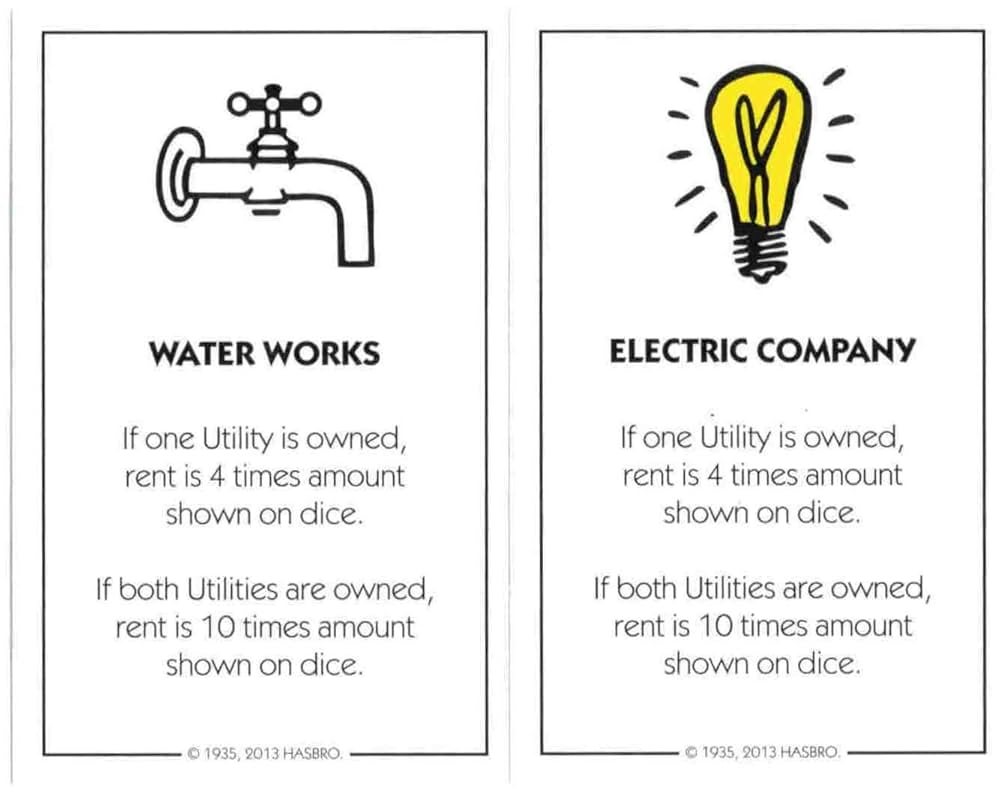 WATER WORKS
If one Utility is owned,
rent is 4 times amount
shown on dice.
If both Utilities are owned,
rent is 10 times amount
shown on dice.
© 1935, 2013 HASBRO.
ELECTRIC COMPANY
If one Utility is owned,
rent is 4 times amount
shown on dice.
If both Utilities are owned,
rent is 10 times amount
shown on dice.
© 1935, 2013 HASBRO.